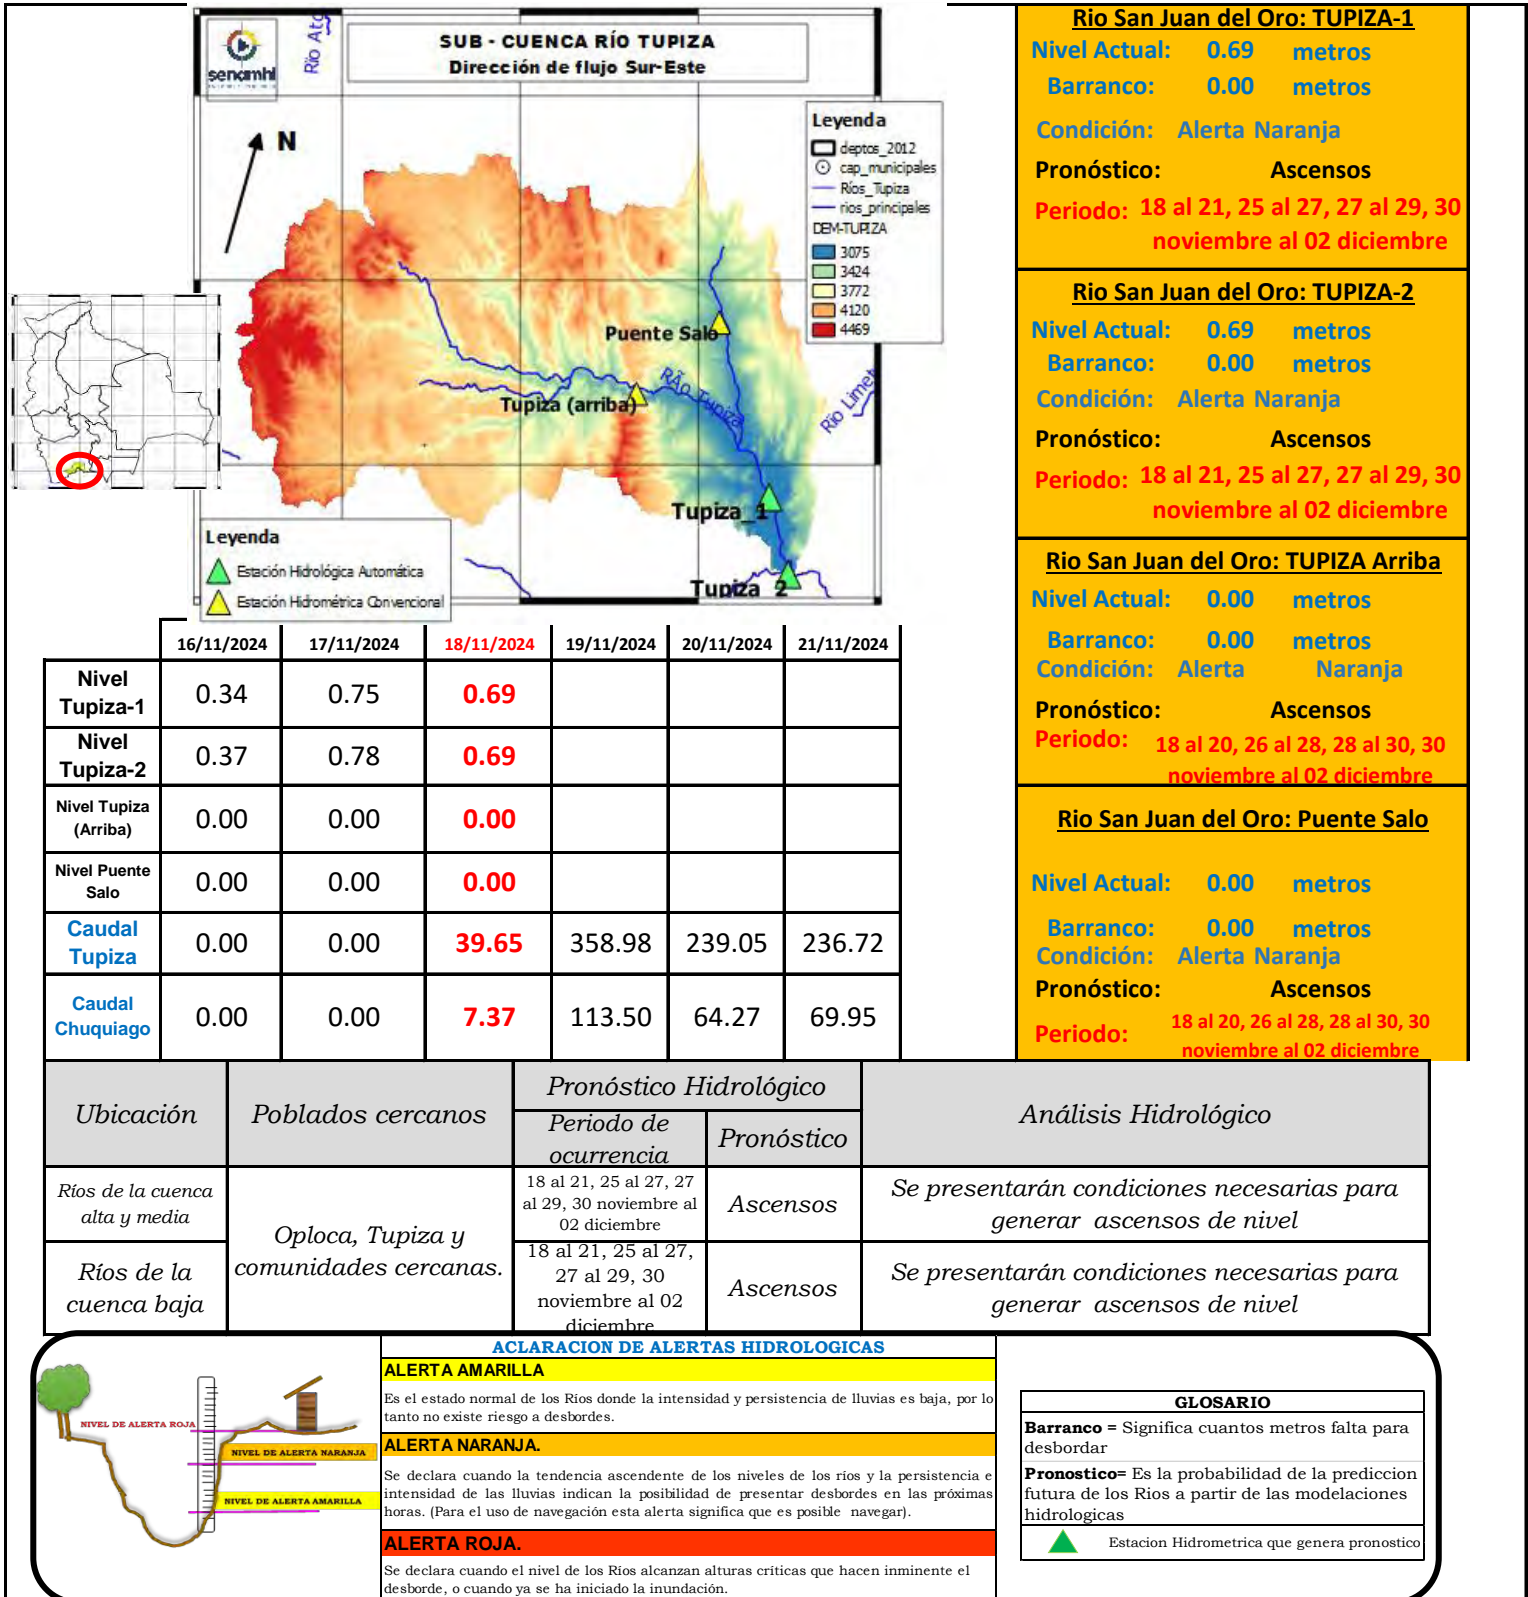 senamhi
Río Ato
SUB - CUENCA RÍO TUPIZA
Dirección de flujo Sur-Este
N
Leyenda
deptos_2012
cap_municipales
Ríos_Tupiza
rios_principales
DEM-TUPIZA
3075
3424
3772
4120
4469
Puente Salo
Tupiza (arriba)
RÃo Tupiza
Rio Limet
Tupiza_1
Tupiza_2
Leyenda
Estación Hidrológica Automática
Estación Hidrométrica Convencional
Rio San Juan del Oro: TUPIZA-1
Nivel Actual: 0.69 metros
Barranco: 0.00 metros
Condición: Alerta Naranja
Pronóstico: Ascensos
Periodo: 18 al 21, 25 al 27, 27 al 29, 30
noviembre al 02 diciembre
Rio San Juan del Oro: TUPIZA-2
Nivel Actual: 0.69 metros
Barranco: 0.00 metros
Condición: Alerta Naranja
Pronóstico: Ascensos
Periodo: 18 al 21, 25 al 27, 27 al 29, 30
noviembre al 02 diciembre
Rio San Juan del Oro: TUPIZA Arriba
Nivel Actual: 0.00 metros
Barranco: 0.00 metros
Condición: Alerta Naranja
Pronóstico: Ascensos
Periodo: 18 al 20, 26 al 28, 28 al 30, 30
noviembre al 02 diciembre
Rio San Juan del Oro: Puente Salo
Nivel Actual: 0.00 metros
Barranco: 0.00 metros
Condición: Alerta Naranja
Pronóstico: Ascensos
Periodo: 18 al 20, 26 al 28, 28 al 30, 30
noviembre al 02 diciembre
16/11/2024 17/11/2024 18/11/2024 19/11/2024 20/11/2024 21/11/2024
Nivel
Tupiza-1 0.34 0.75 0.69
Nivel
Tupiza-2 0.37 0.78 0.69
Nivel Tupiza
(Arriba) 0.00 0.00 0.00
Nivel Puente
Salo 0.00 0.00 0.00
Caudal
Tupiza 0.00 0.00 39.65 358.98 239.05 236.72
Caudal
Chuquiago 0.00 0.00 7.37 113.50 64.27 69.95
Ubicación Poblados cercanos Pronóstico Hidrológico Análisis Hidrológico
Periodo de
ocurrencia Pronóstico
Ríos de la cuenca
alta y media
Oploca, Tupiza y
comunidades cercanas.
18 al 21, 25 al 27, 27
al 29, 30 noviembre al
02 diciembre
Ascensos
Se presentarán condiciones necesarias para
generar ascensos de nivel
Ríos de la
cuenca baja
18 al 21, 25 al 27,
27 al 29, 30
noviembre al 02
diciembre
Ascensos
Se presentarán condiciones necesarias para
generar ascensos de nivel
NIVEL DE ALERTA ROJA
NIVEL DE ALERTA NARANJA
NIVEL DE ALERTA AMARILLA
ACLARACION DE ALERTAS HIDROLOGICAS
ALERTA AMARILLA
Es el estado normal de los Rios donde la intensidad y persistencia de lluvias es baja, por lo
tanto no existe riesgo a desbordes.
ALERTA NARANJA.
Se declara cuando la tendencia ascendente de los niveles de los ríos y la persistencia e
intensidad de las lluvias indican la posibilidad de presentar desbordes en las próximas
horas. (Para el uso de navegación esta alerta significa que es posible navegar).
ALERTA ROJA.
Se declara cuando el nivel de los Rios alcanzan alturas críticas que hacen inminente el
desborde, o cuando ya se ha iniciado la inundación.
GLOSARIO
Barranco = Significa cuantos metros falta para
desbordar
Pronostico= Es la probabilidad de la prediccion
futura de los Rios a partir de las modelaciones
hidrologicas
Estacion Hidrometrica que genera pronostico